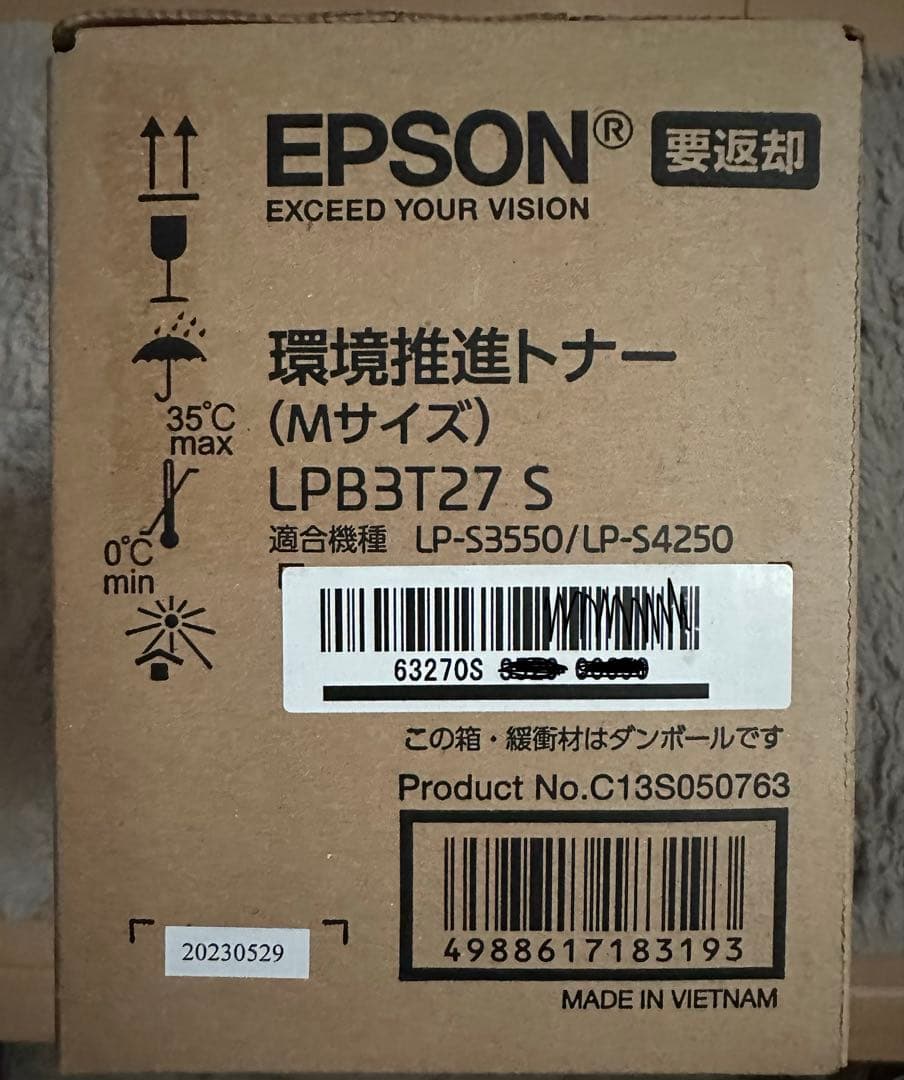 EPSON® 要返却
EXCEED YOUR VISION
環境推進トナー
(Mサイズ)
LPB3T27 S
適合機種 LP-S3550/LP-S4250
35℃
max
0℃
min
63270S
この箱・緩衝材はダンボールです
Product No.C13S050763
4988617183193
20230529
MADE IN VIETNAM